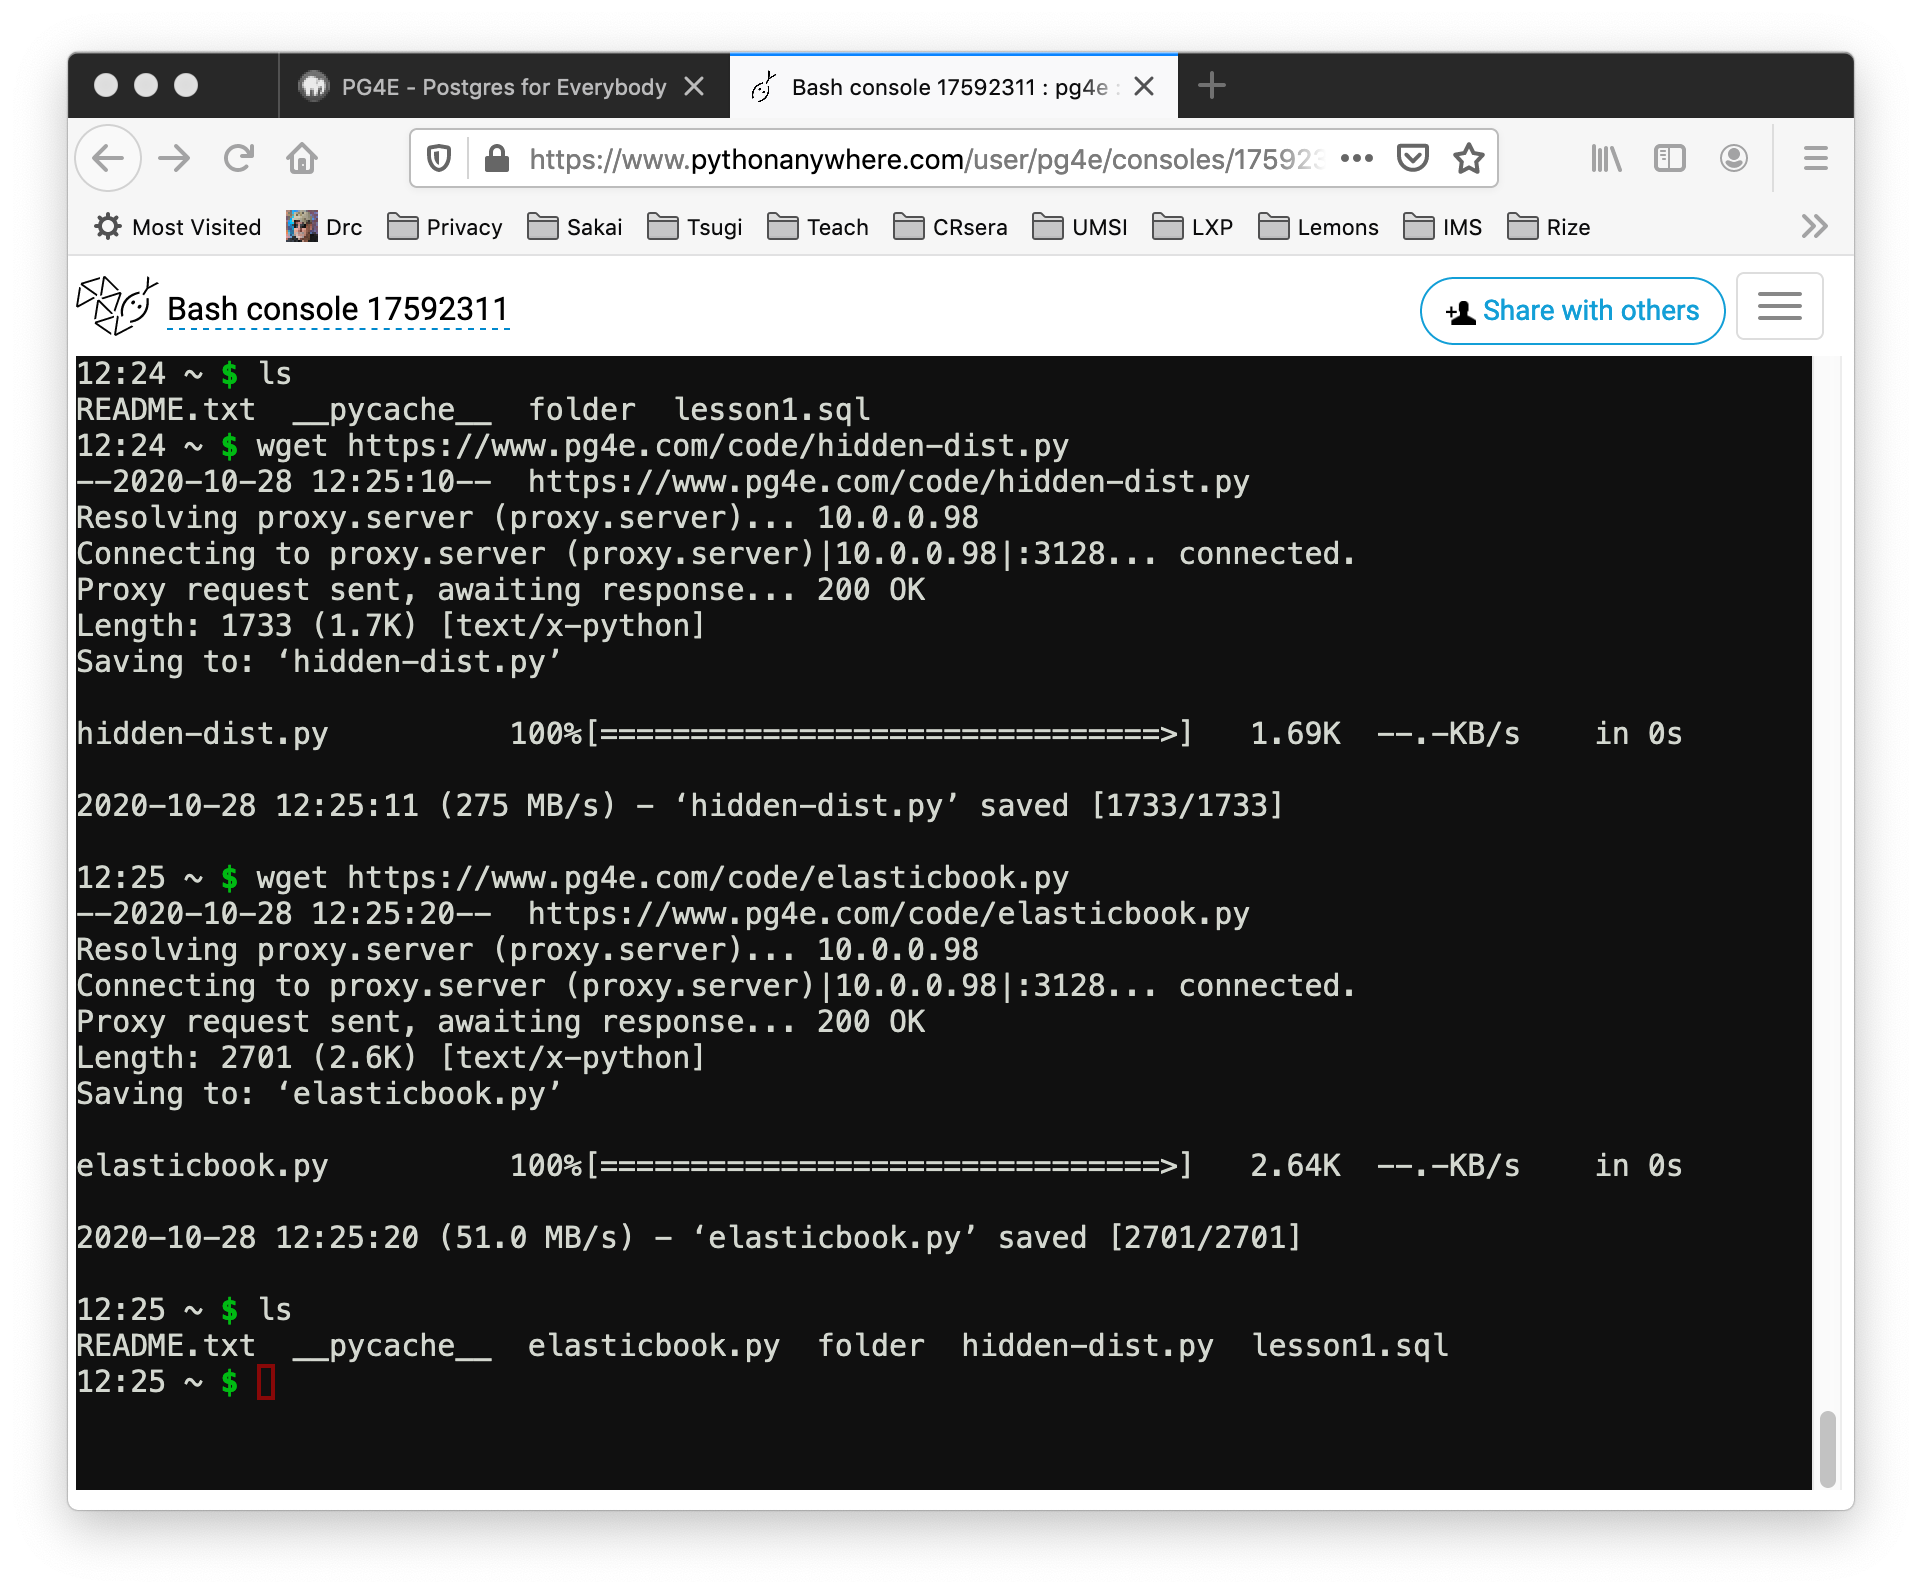 PG4E - Postgres for Everybody
Bash console 17592311 : pg4e :
https://www.pythonanywhere.com/user/pg4e/consoles/175923
Most Visited Drc Privacy Sakai Tsugi Teach CRsera UMSI LXP Lemons IMS Rize
Bash console 17592311
Share with others
12:24 ~ $ ls
README.txt  __pycache__  folder  lesson1.sql
12:24 ~ $ wget https://www.pg4e.com/code/hidden-dist.py
--2020-10-28 12:25:10--  https://www.pg4e.com/code/hidden-dist.py
Resolving proxy.server (proxy.server)... 10.0.0.98
Connecting to proxy.server (proxy.server)|10.0.0.98|:3128... connected.
Proxy request sent, awaiting response... 200 OK
Length: 1733 (1.7K) [text/x-python]
Saving to: ‘hidden-dist.py’
hidden-dist.py          100%[===============================>]   1.69K  --.-KB/s    in 0s
2020-10-28 12:25:11 (275 MB/s) - ‘hidden-dist.py’ saved [1733/1733]
12:25 ~ $ wget https://www.pg4e.com/code/elasticbook.py
--2020-10-28 12:25:20--  https://www.pg4e.com/code/elasticbook.py
Resolving proxy.server (proxy.server)... 10.0.0.98
Connecting to proxy.server (proxy.server)|10.0.0.98|:3128... connected.
Proxy request sent, awaiting response... 200 OK
Length: 2701 (2.6K) [text/x-python]
Saving to: ‘elasticbook.py’
elasticbook.py          100%[===============================>]   2.64K  --.-KB/s    in 0s
2020-10-28 12:25:20 (51.0 MB/s) - ‘elasticbook.py’ saved [2701/2701]
12:25 ~ $ ls
README.txt  __pycache__  elasticbook.py  folder  hidden-dist.py  lesson1.sql
12:25 ~ $